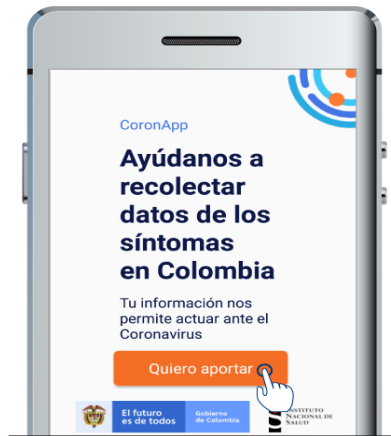 CoronApp
Ayúdanos a
recolectar
datos de los
síntomas
en Colombia
Tu información nos
permite actuar ante el
Coronavirus
Quiero aportar
El futuro
es de todos
Gobierno
de Colombia
INSTITUTO
NACIONAL DE
SALUD